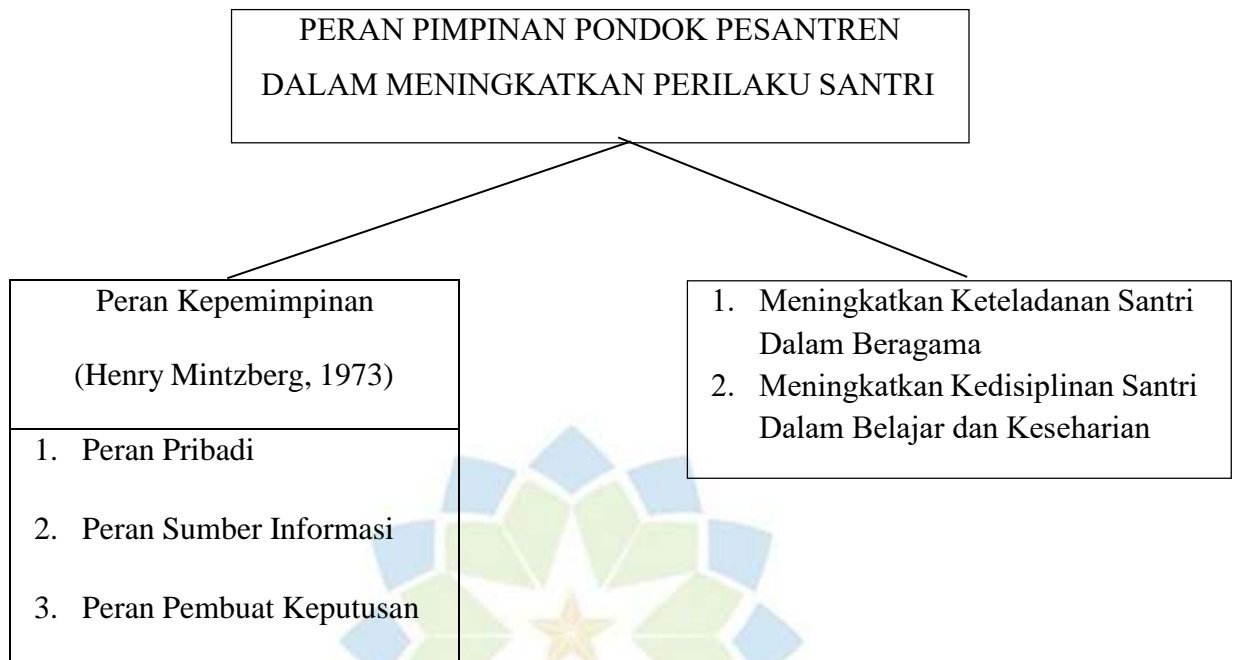 PERAN PIMPINAN PONDOK PESANTREN
DALAM MENINGKATKAN PERILAKU SANTRI
Peran Kepemimpinan
(Henry Mintzberg, 1973)
1. Peran Pribadi
2. Peran Sumber Informasi
3. Peran Pembuat Keputusan
1. Meningkatkan Keteladanan Santri
Dalam Beragama
2. Meningkatkan Kedisiplinan Santri
Dalam Belajar dan Keseharian